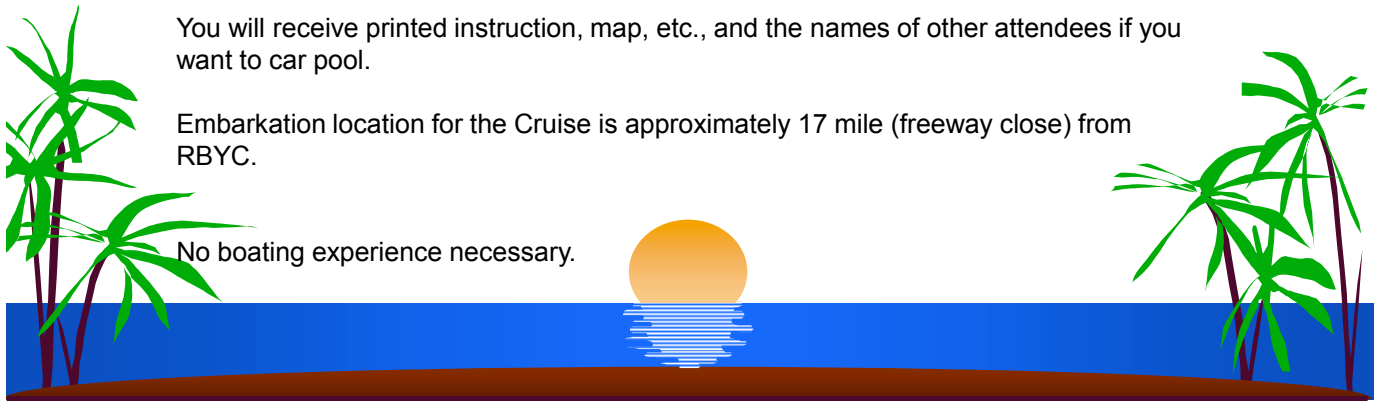 You will receive printed instruction, map, etc., and the names of other attendees if you
want to car pool.
Embarkation location for the Cruise is approximately 17 mile (freeway close) from
RBYC.
No boating experience necessary.